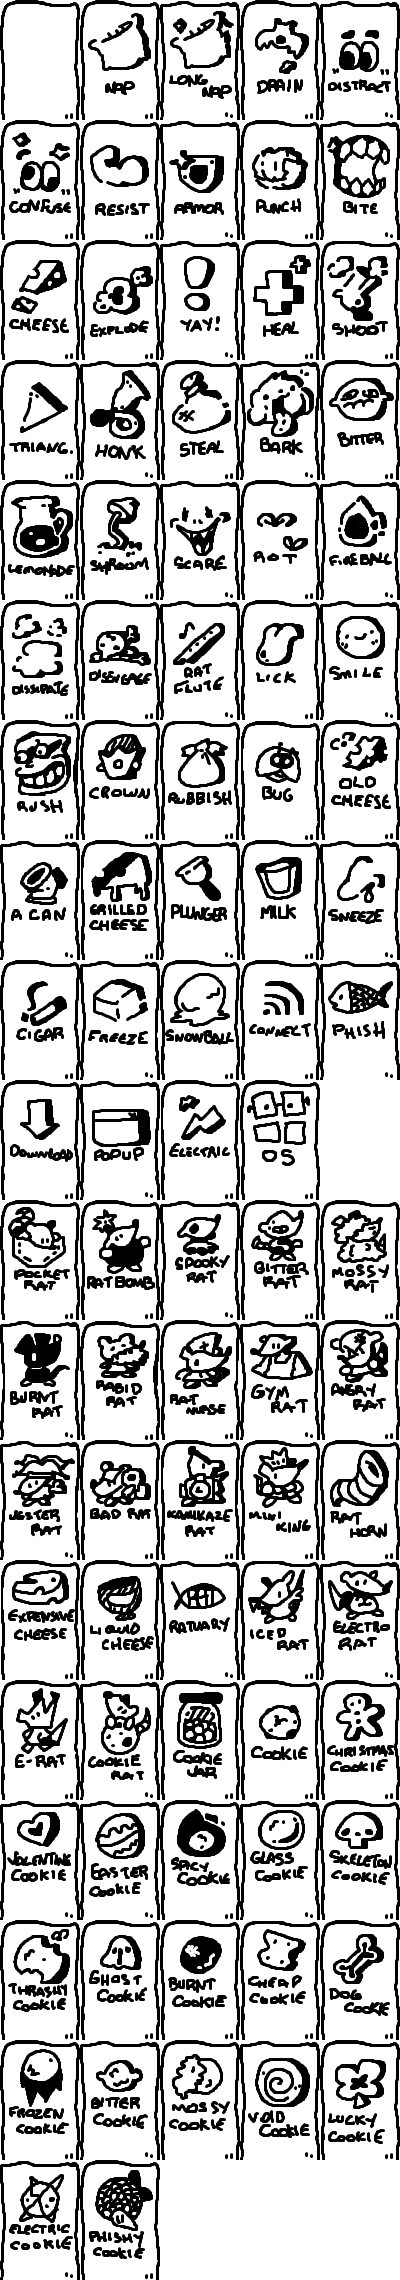 NAP
LONG NAP
DRAIN
DISTRACT
CONFUSE
RESIST
ARMOR
PUNCH
BITE
CHEESE
EXPLODE
YAY!
HEAL
SHOOT
TRIANG.
HONK
STEAL
BARK
BITTER
LEMONADE
SHROOM
SCARE
ROT
FIREBALL
DISSIPATE
DISENGAGE
RAT
FLUTE
LICK
SMILE
RUSH
CROWN
RUBBISH
BUG
OLD
CHEESE
A CAN
GRILLED
CHEESE
PLUNGER
MILK
SNEEZE
CIGAR
FREEZE
SNOWBALL
CONNECT
PHISH
DOWNLOAD
POPUP
ELECTRIC
OS
POCKET
RAT
RAT BOMB
SPOOKY
RAT
BITTER
RAT
MOSSY
RAT
BURNT
RAT
RABID
RAT
RAT
NURSE
GYM
RAT
ANGRY
RAT
JESTER
RAT
BAD RAT
KAMIKAZE
RAT
MINI
KING
RAT
HORN
EXPENSIVE
CHEESE
LIQUID
CHEESE
RATUARY
ICED
RAT
ELECTRO
RAT
E-RAT
COOKIE
RAT
COOKIE
JAR
COOKIE
CHRISTMAS
COOKIE
VALENTINE
COOKIE
EASTER
COOKIE
SPICY
COOKIE
GLASS
COOKIE
SKELETON
COOKIE
THRASHY
COOKIE
GHOST
COOKIE
BURNT
COOKIE
CHEAP
COOKIE
DOG
COOKIE
FROZEN
COOKIE
BITTER
COOKIE
MOSSY
COOKIE
VOID
COOKIE
LUCKY
COOKIE
ELECTRIC
COOKIE
PHISHY
COOKIE